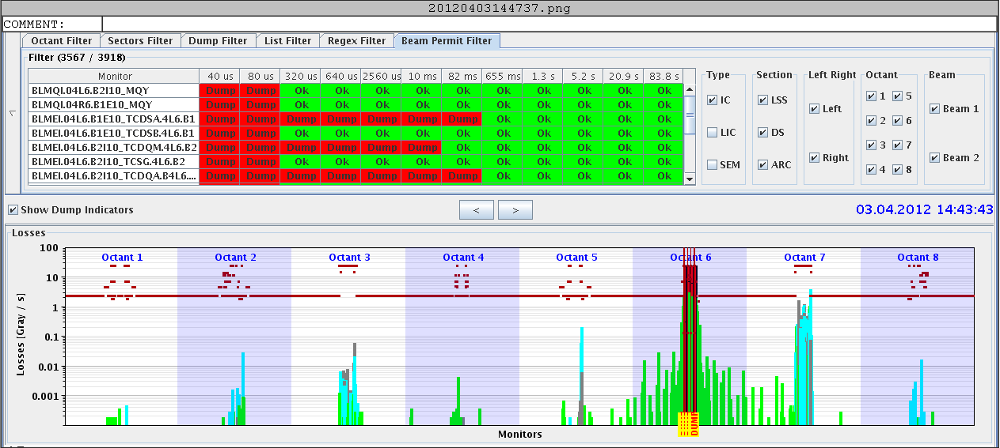 20120403144737.png
COMMENT:
Octant Filter Sectors Filter Dump Filter List Filter Regex Filter Beam Permit Filter
Filter (3567 / 3918)
Monitor 40 us 80 us 320 us 640 us 2560 us 10 ms 82 ms 655 ms 1.3 s 5.2 s 20.9 s 83.8 s
BLMQI.04L6.B2I10_MQY Dump Dump Ok Ok Ok Ok Ok Ok Ok Ok Ok Ok
BLMQI.04R6.B1E10_MQY Dump Dump Ok Ok Ok Ok Ok Ok Ok Ok Ok Ok
BLMEI.04L6.B1E10_TCDSA.4L6.B1 Dump Dump Dump Dump Dump Dump Dump Ok Ok Ok Ok Ok
BLMEI.04L6.B1E10_TCDSB.4L6.B1 Dump Dump Ok Ok Ok Ok Ok Ok Ok Ok Ok Ok
BLMEI.04L6.B2I10_TCDQM.4L6.B2 Dump Dump Dump Dump Dump Dump Ok Ok Ok Ok Ok Ok
BLMEI.04L6.B2I10_TCSG.4L6.B2 Dump Dump Ok Ok Ok Ok Ok Ok Ok Ok Ok Ok
BLMEI.04L6.B2I10_TCDQA.B4L6.... Dump Dump Dump Dump Dump Dump Dump Ok Ok Ok Ok Ok
Type Section Left Right Octant Beam
IC LSS Left 1 5 Beam 1
LIC DS 2 6
SEM ARC Right 3 7 Beam 2
4 8
Show Dump Indicators < > 03.04.2012 14:43:43
Losses
Octant 1 Octant 2 Octant 3 Octant 4 Octant 5 Octant 6 Octant 7 Octant 8
Losses [Gray / s]
100
10
1
0.1
0.01
0.001
DUMP
Monitors